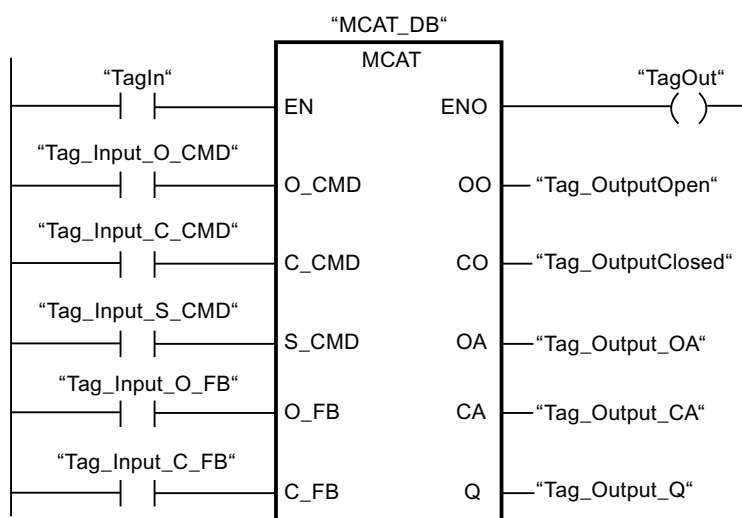 “MCAT_DB“
MCAT
“TagIn“ “TagOut“
EN ENO
“Tag_Input_O_CMD“
O_CMD OO “Tag_OutputOpen“
“Tag_Input_C_CMD“
C_CMD CO “Tag_OutputClosed“
“Tag_Input_S_CMD“
S_CMD OA “Tag_Output_OA“
“Tag_Input_O_FB“
O_FB CA “Tag_Output_CA“
“Tag_Input_C_FB“
C_FB Q “Tag_Output_Q“